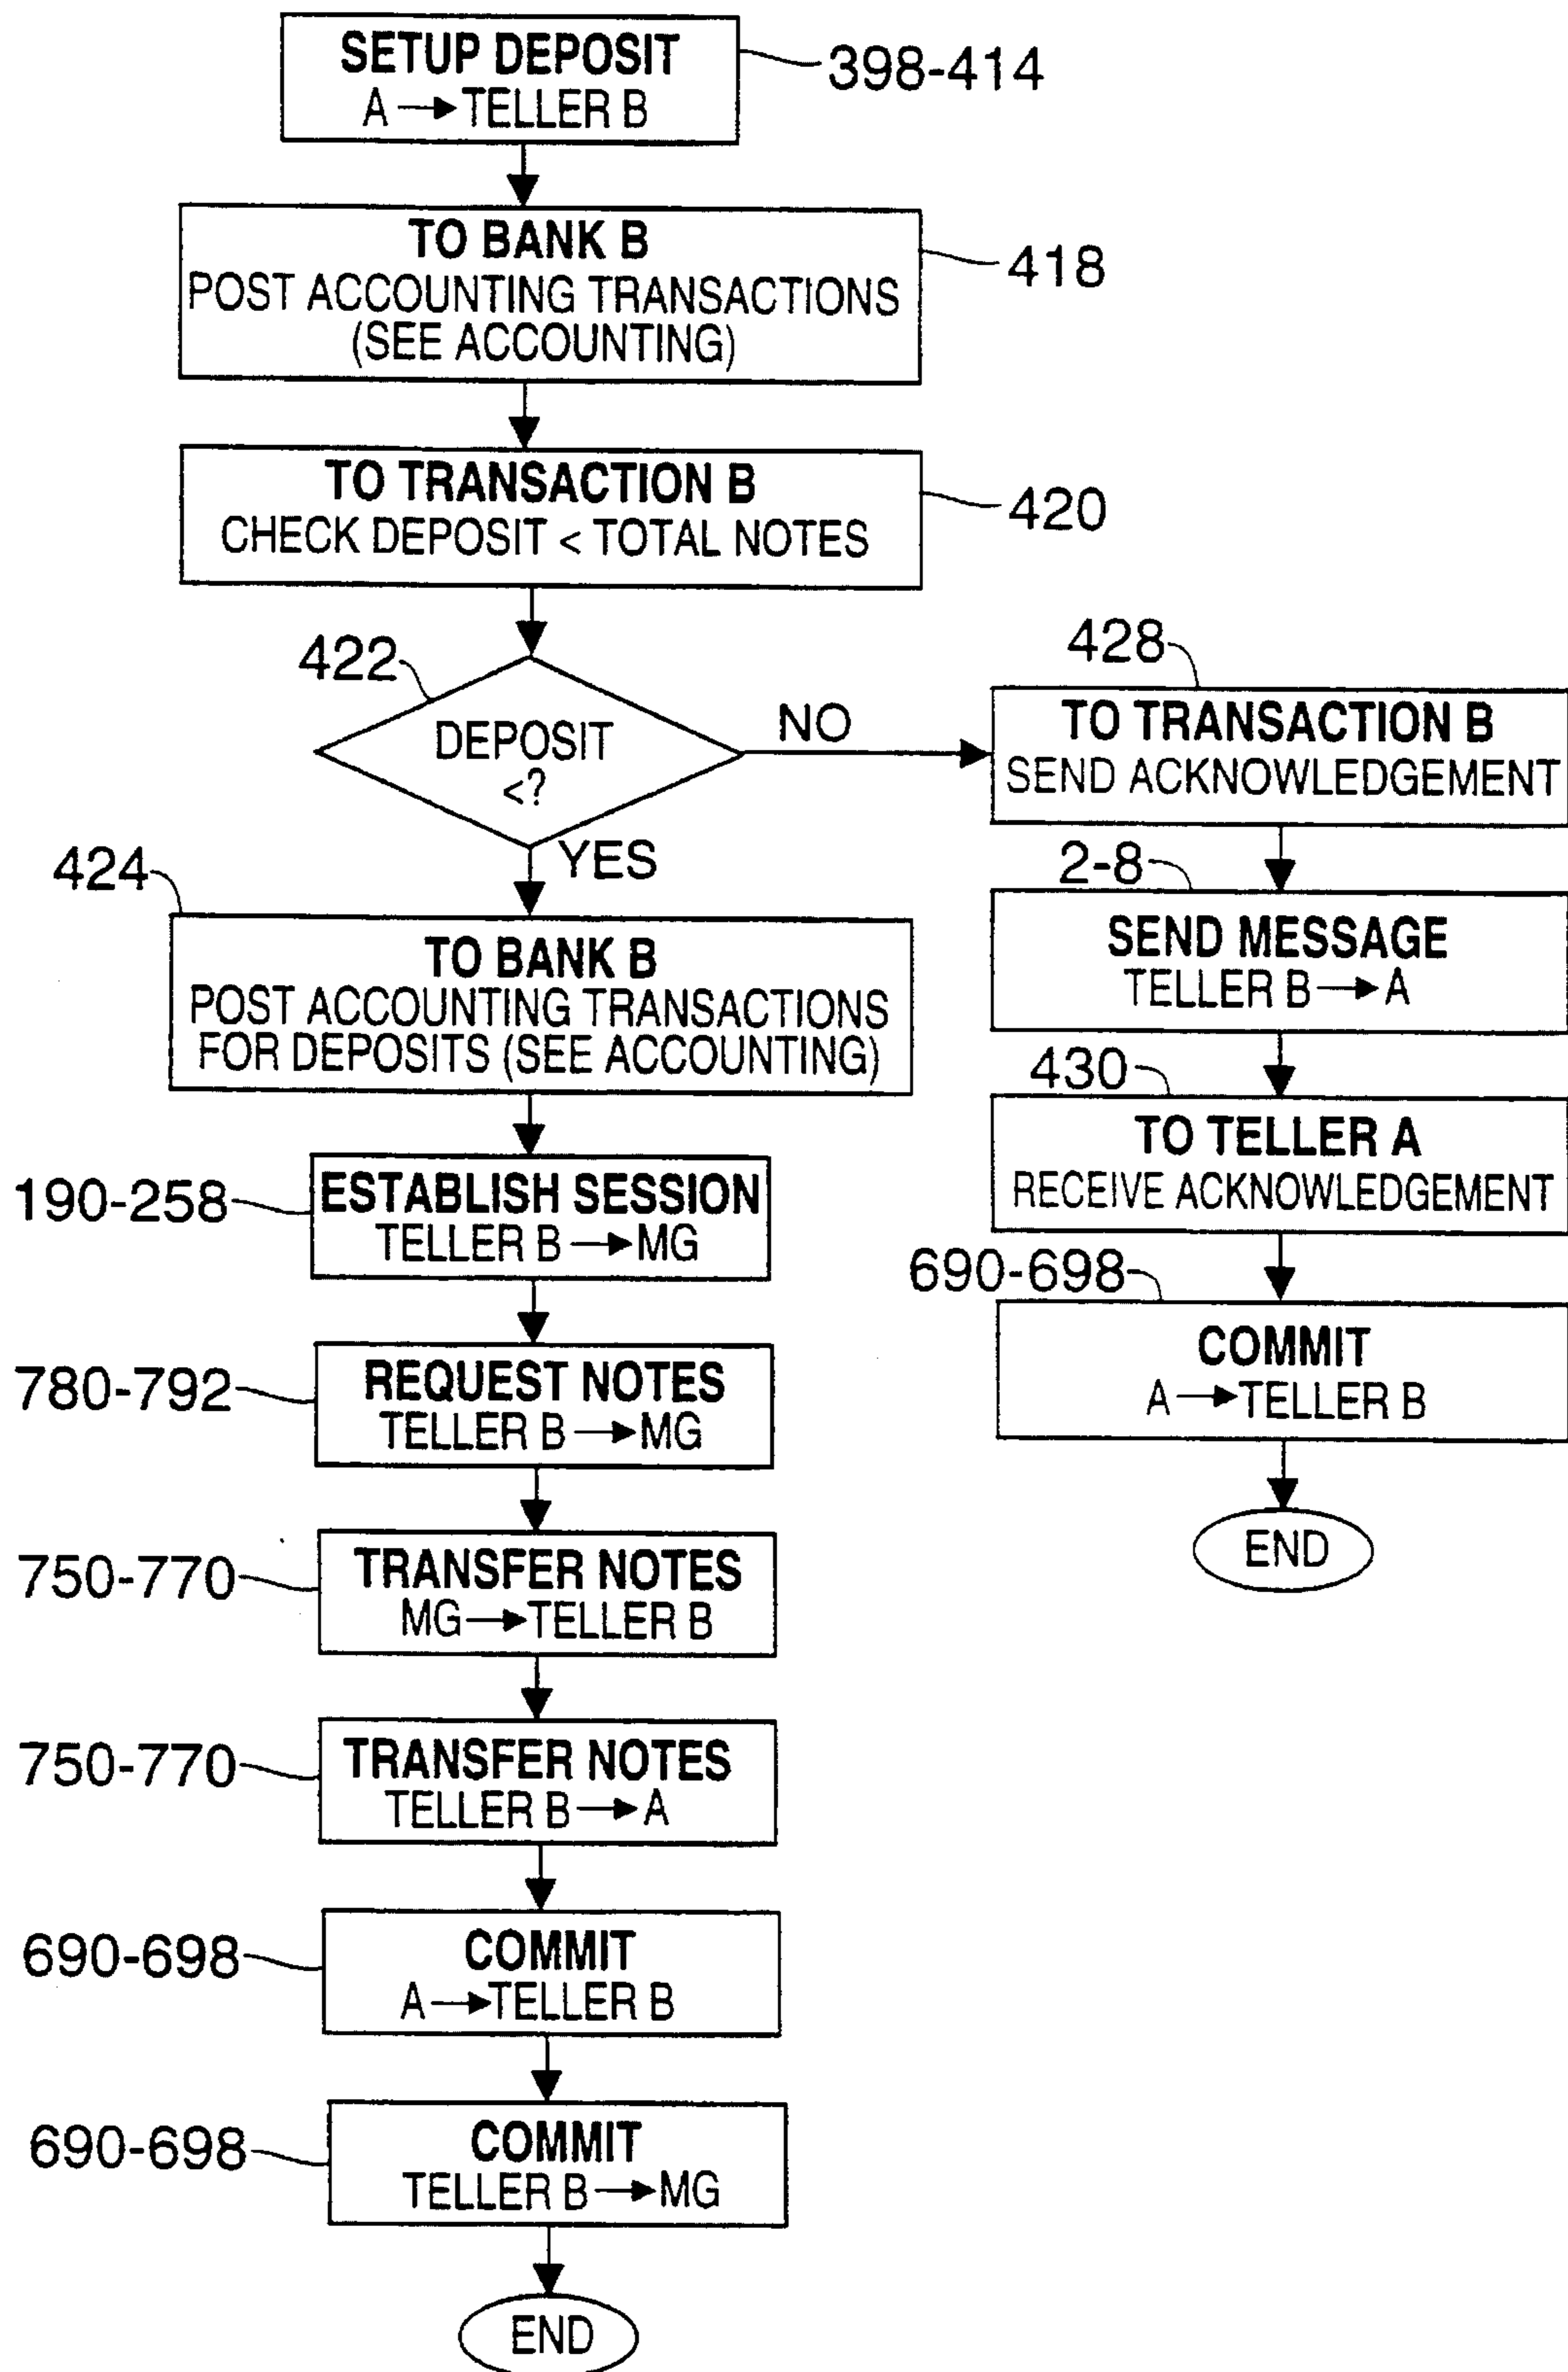 SETUP DEPOSIT
A → TELLER B
398-414
TO BANK B
POST ACCOUNTING TRANSACTIONS
(SEE ACCOUNTING)
418
TO TRANSACTION B
CHECK DEPOSIT < TOTAL NOTES
420
422
DEPOSIT
<?
NO
YES
428
TO TRANSACTION B
SEND ACKNOWLEDGEMENT
2-8
SEND MESSAGE
TELLER B → A
430
TO TELLER A
RECEIVE ACKNOWLEDGEMENT
690-698
COMMIT
A → TELLER B
END
424
TO BANK B
POST ACCOUNTING TRANSACTIONS
FOR DEPOSITS (SEE ACCOUNTING)
190-258
ESTABLISH SESSION
TELLER B → MG
780-792
REQUEST NOTES
TELLER B → MG
750-770
TRANSFER NOTES
MG → TELLER B
750-770
TRANSFER NOTES
TELLER B → A
690-698
COMMIT
A → TELLER B
690-698
COMMIT
TELLER B → MG
END